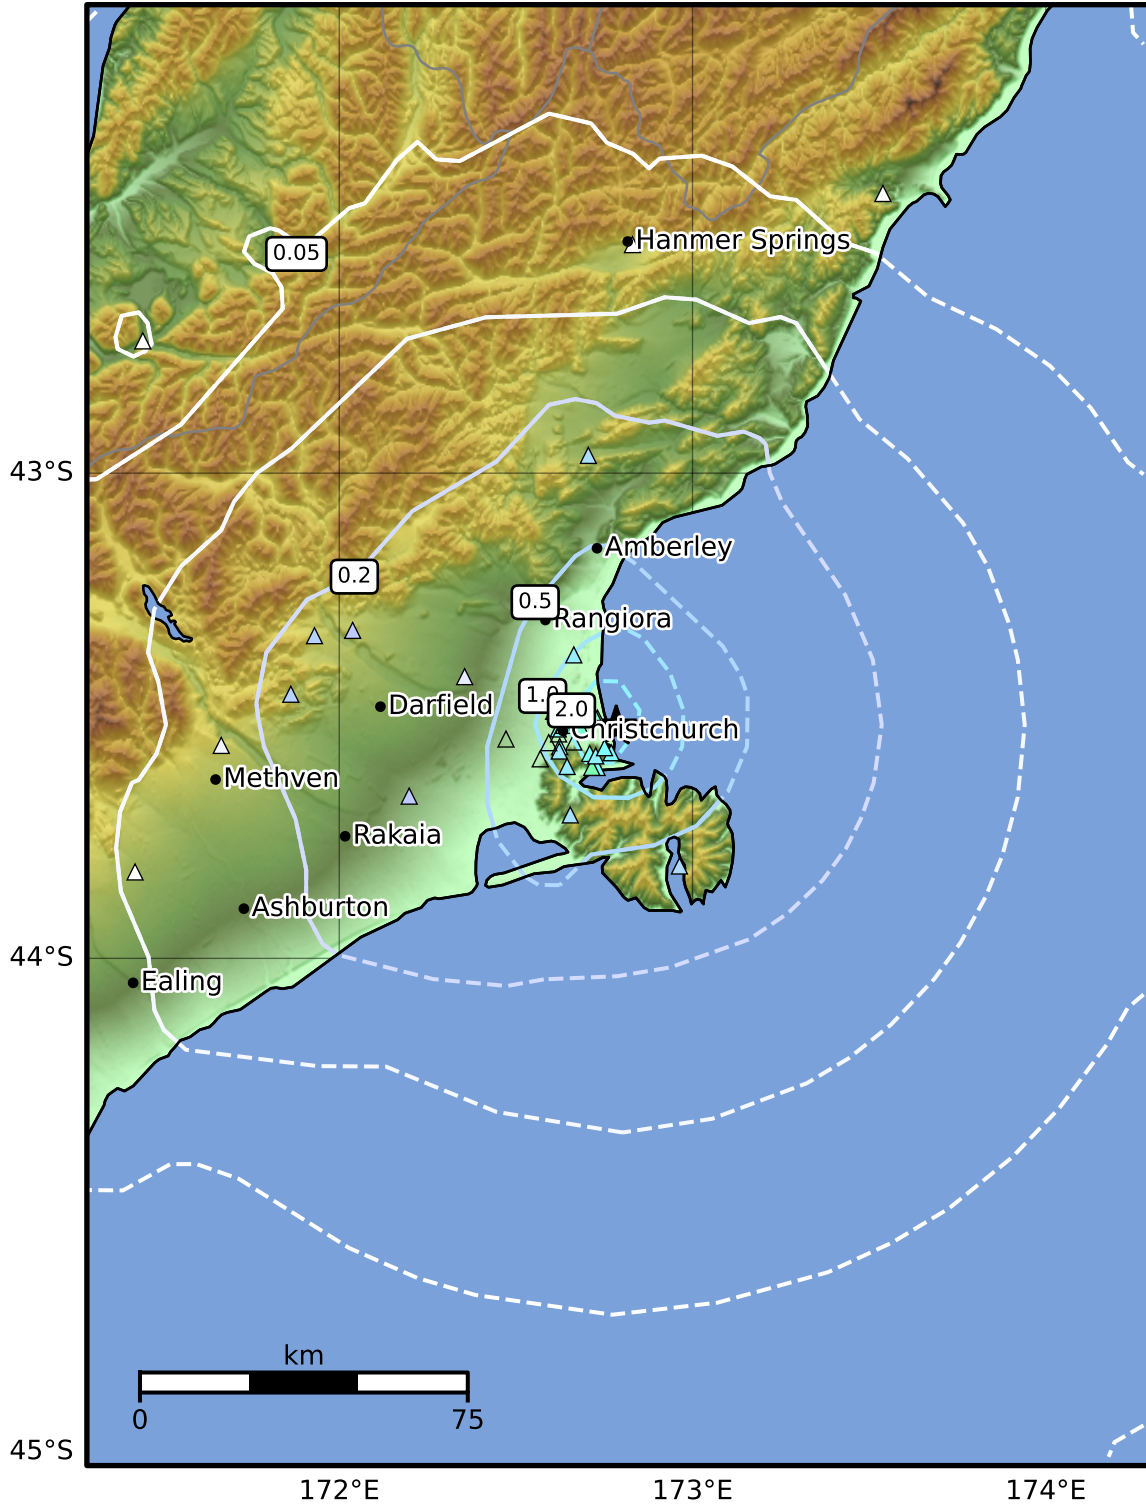 0.05
Hanmer Springs
43°S
Amberley
0.2
0.5
Rangiora
1.0
2.0
Darfield
Christchurch
Methven
Rakaia
Ashburton
44°S
Ealing
km
0 75
45°S
172°E 173°E 174°E